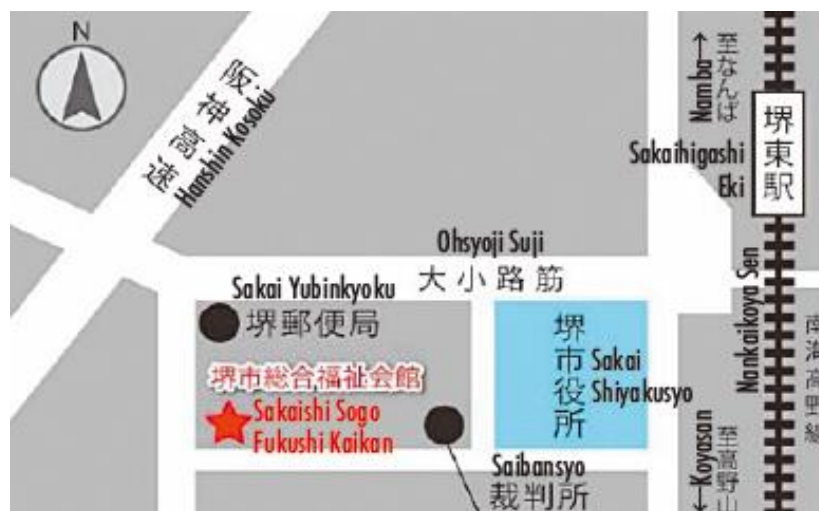 N
阪神高速
Hanshin Kosoku
Namba→
至なんば
Sakaihigashi
Eki
堺東駅
Ohsyoji Suji
大小路筋
Sakai Yubinkyoku
堺郵便局
堺市総合福祉会館
Sakaishi Sogo
Fukushi Kaikan
堺市役所
Sakai
Shiyakusyo
Saibansyo
裁判所
Nankaikoya Sen
南海高野線
←Koyasan
至高野山